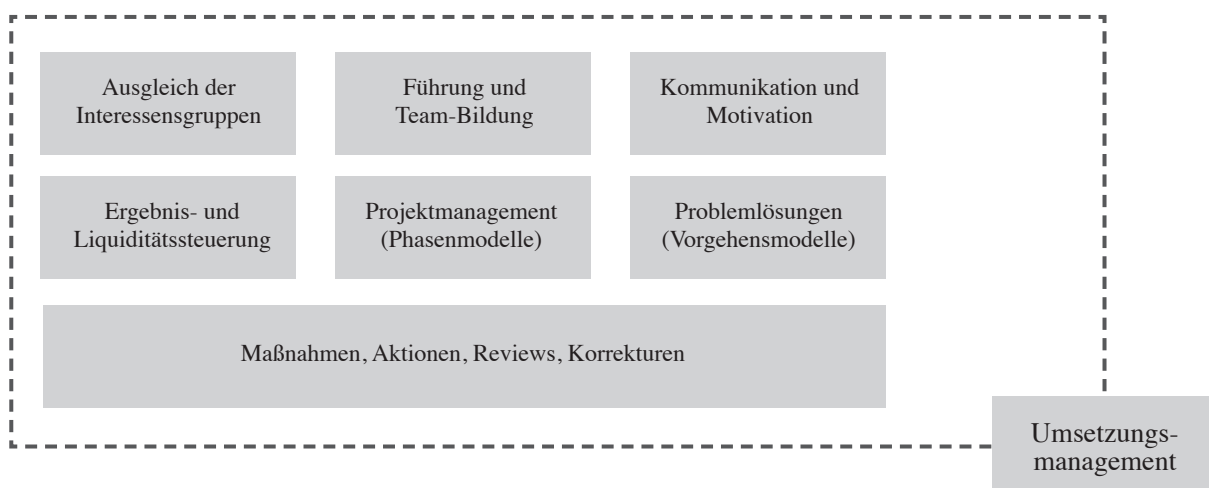 Ausgleich der
Interessensgruppen
Führung und
Team-Bildung
Kommunikation und
Motivation
Ergebnis- und
Liquiditätssteuerung
Projektmanagement
(Phasenmodelle)
Problemlösungen
(Vorgehensmodelle)
Maßnahmen, Aktionen, Reviews, Korrekturen
Umsetzungs-
management